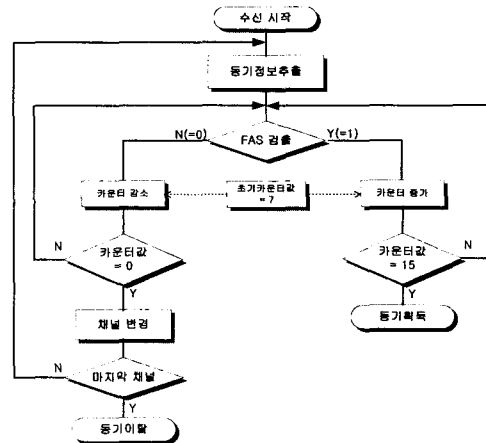 수신 시작
동기정보추출
N(=0)
FAS 검출
Y(=1)
카운터 감소
초기카운터값
= 7
카운터 증가
N
카운터값
= 0
카운터값
= 15
N
Y
Y
채널 변경
동기획득
N
마지막 채널
Y
동기이탈